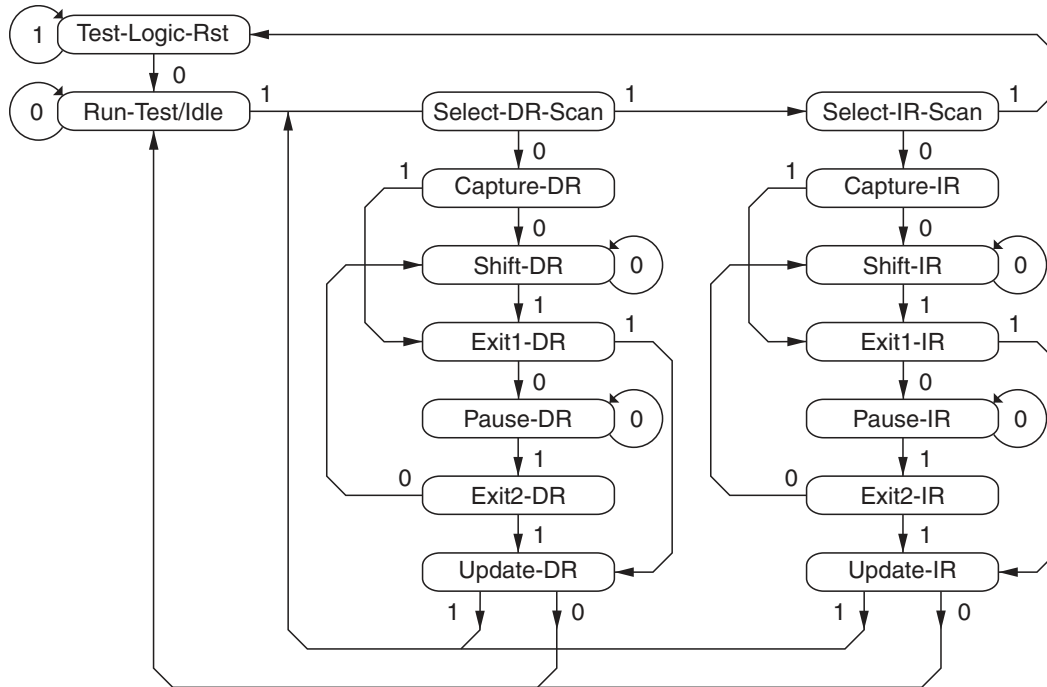 1 Test-Logic-Rst
0
0 Run-Test/Idle 1 Select-DR-Scan 1 Select-IR-Scan 1
0 0
1 Capture-DR 1 Capture-IR
0 0
Shift-DR 0 Shift-IR 0
1 1
Exit1-DR 1 Exit1-IR 1
0 0
Pause-DR 0 Pause-IR 0
1 1
0 Exit2-DR 0 Exit2-IR
1 1
Update-DR Update-IR
1 0 1 0